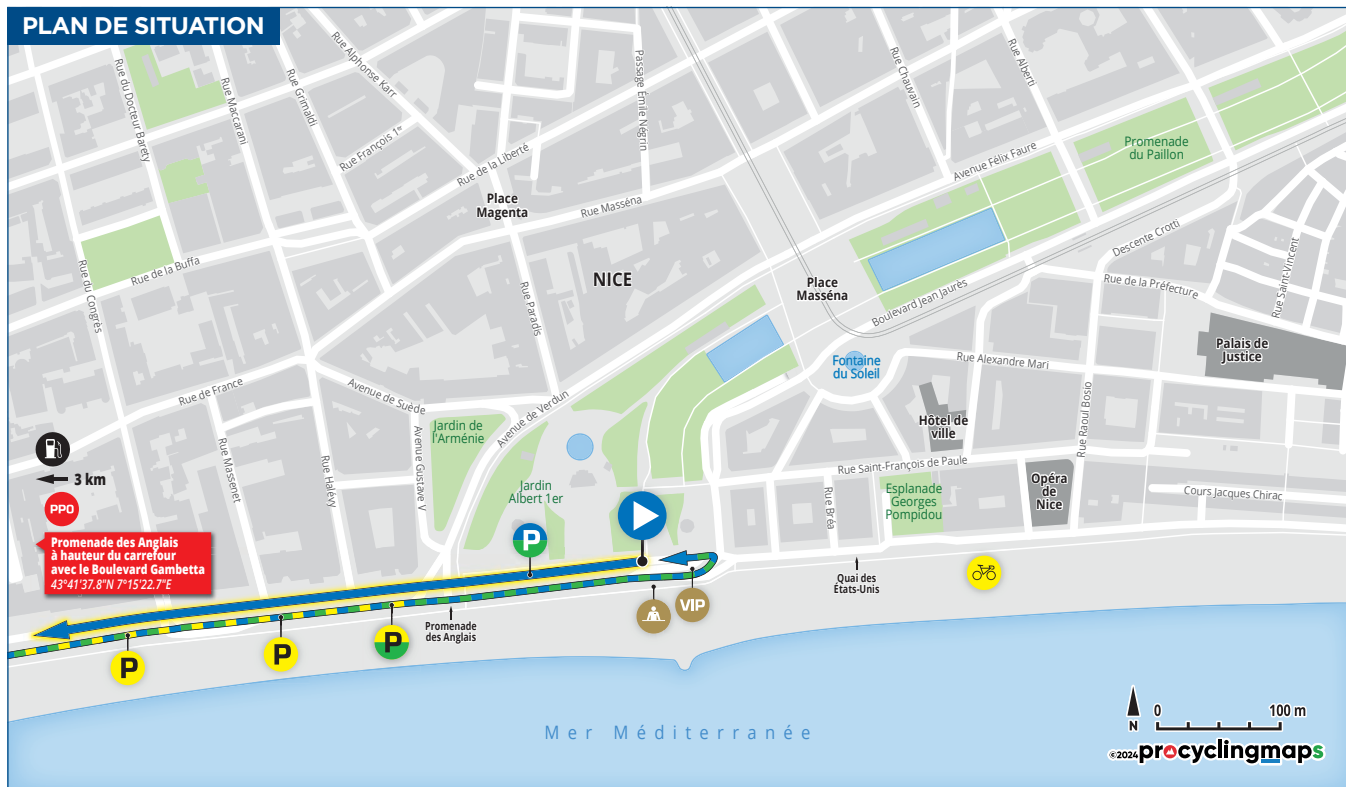 PLAN DE SITUATION
Rue du Docteur Barety
Rue Maccarani
Rue Grimaldi
Rue Alphonse Karr
Rue François 1er
Rue de la Liberté
Passage Émile Négrin
Rue Chauvain
Rue Alberti
Avenue Félix Faure
Promenade
du Paillon
Place
Magenta
Rue Masséna
NICE
Rue de la Buffa
Rue du Congrès
Rue Paradis
Place
Masséna
Boulevard Jean Jaurès
Descente Crotti
Rue de la Préfecture
Rue Saint-Vincent
Palais de
Justice
Fontaine
du Soleil
Rue Alexandre Mari
Rue Raoul Bosio
Hôtel de
ville
Rue de France
Avenue de Suède
Avenue de Verdun
Jardin de
l'Arménie
Avenue Gustave V
Rue Massenet
Rue Halévy
Jardin
Albert 1er
Rue Saint-François de Paule
Rue Bréa
Esplanade
Georges
Pompidou
Opéra
de
Nice
Cours Jacques Chirac
3 km
PPO
Promenade des Anglais
à hauteur du carrefour
avec le Boulevard Gambetta
43°41'37.8"N 7°15'22.7"E
P
P
P
P
VIP
Promenade
des Anglais
Quai des
États-Unis
Mer Méditerranée
N
0
100 m
©2024 procyclingmaps